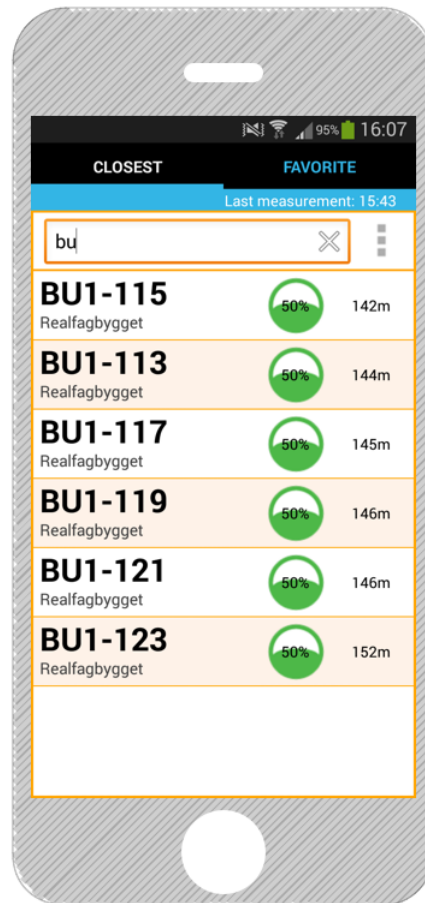 95% 16:07
CLOSEST FAVORITE
Last measurement: 15:43
bu
BU1-115
Realfagbygget
50% 142m
BU1-113
Realfagbygget
50% 144m
BU1-117
Realfagbygget
50% 145m
BU1-119
Realfagbygget
50% 146m
BU1-121
Realfagbygget
50% 146m
BU1-123
Realfagbygget
50% 152m